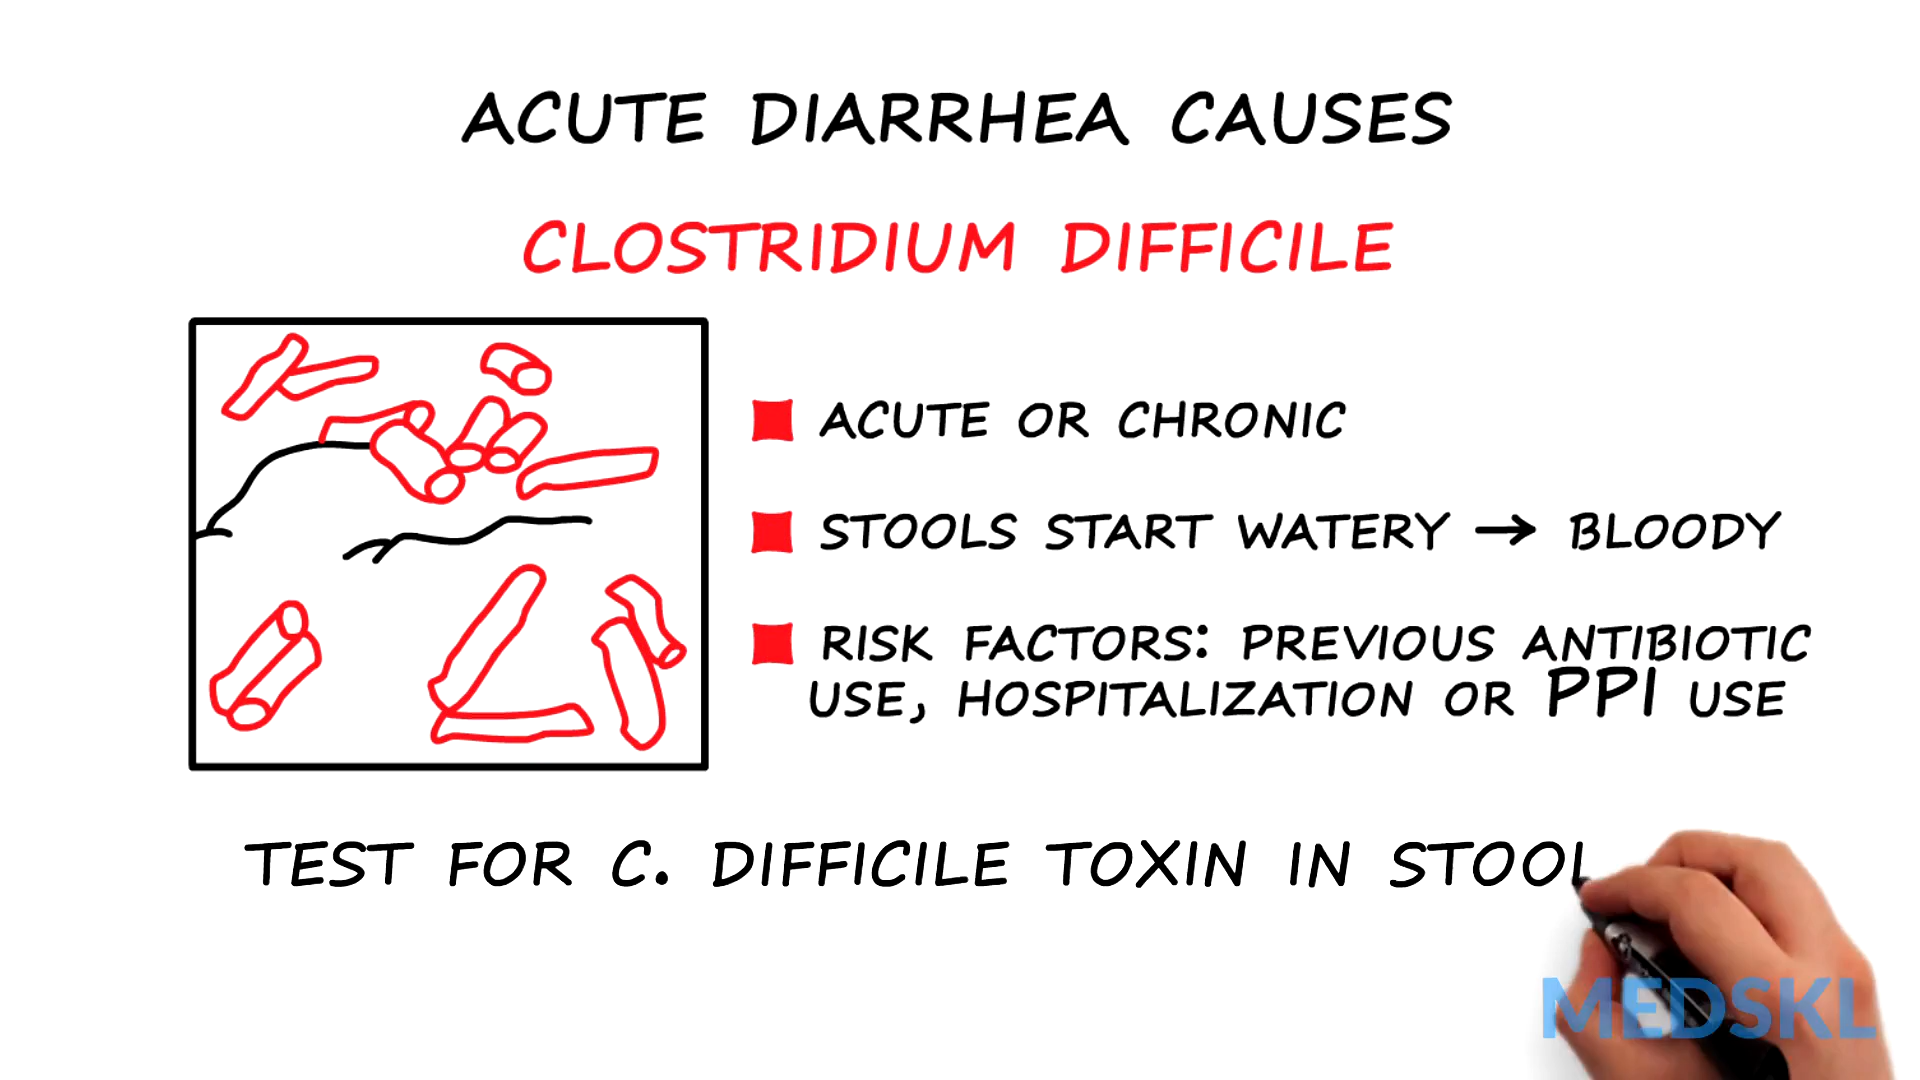 ACUTE DIARRHEA CAUSES
CLOSTRIDIUM DIFFICILE
ACUTE OR CHRONIC
STOOLS START WATERY → BLOODY
RISK FACTORS: PREVIOUS ANTIBIOTIC
USE, HOSPITALIZATION OR PPI USE
TEST FOR C. DIFFICILE TOXIN IN STOOL
MEDSKL